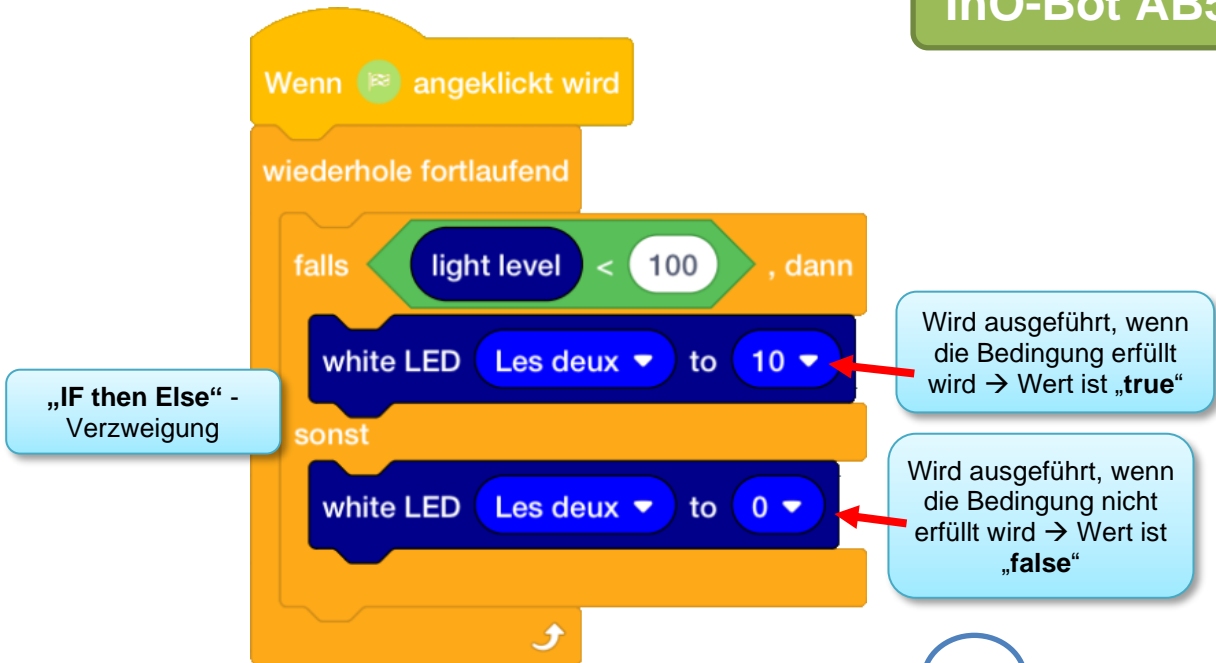 InO-Bot AB5
Wenn angeklickt wird
wiederhole fortlaufend
falls light level < 100 , dann
white LED Les deux to 10
Wird ausgeführt, wenn
die Bedingung erfüllt
wird → Wert ist „true“
„IF then Else“ -
Verzweigung
sonst
white LED Les deux to 0
Wird ausgeführt, wenn
die Bedingung nicht
erfüllt wird → Wert ist
„false“